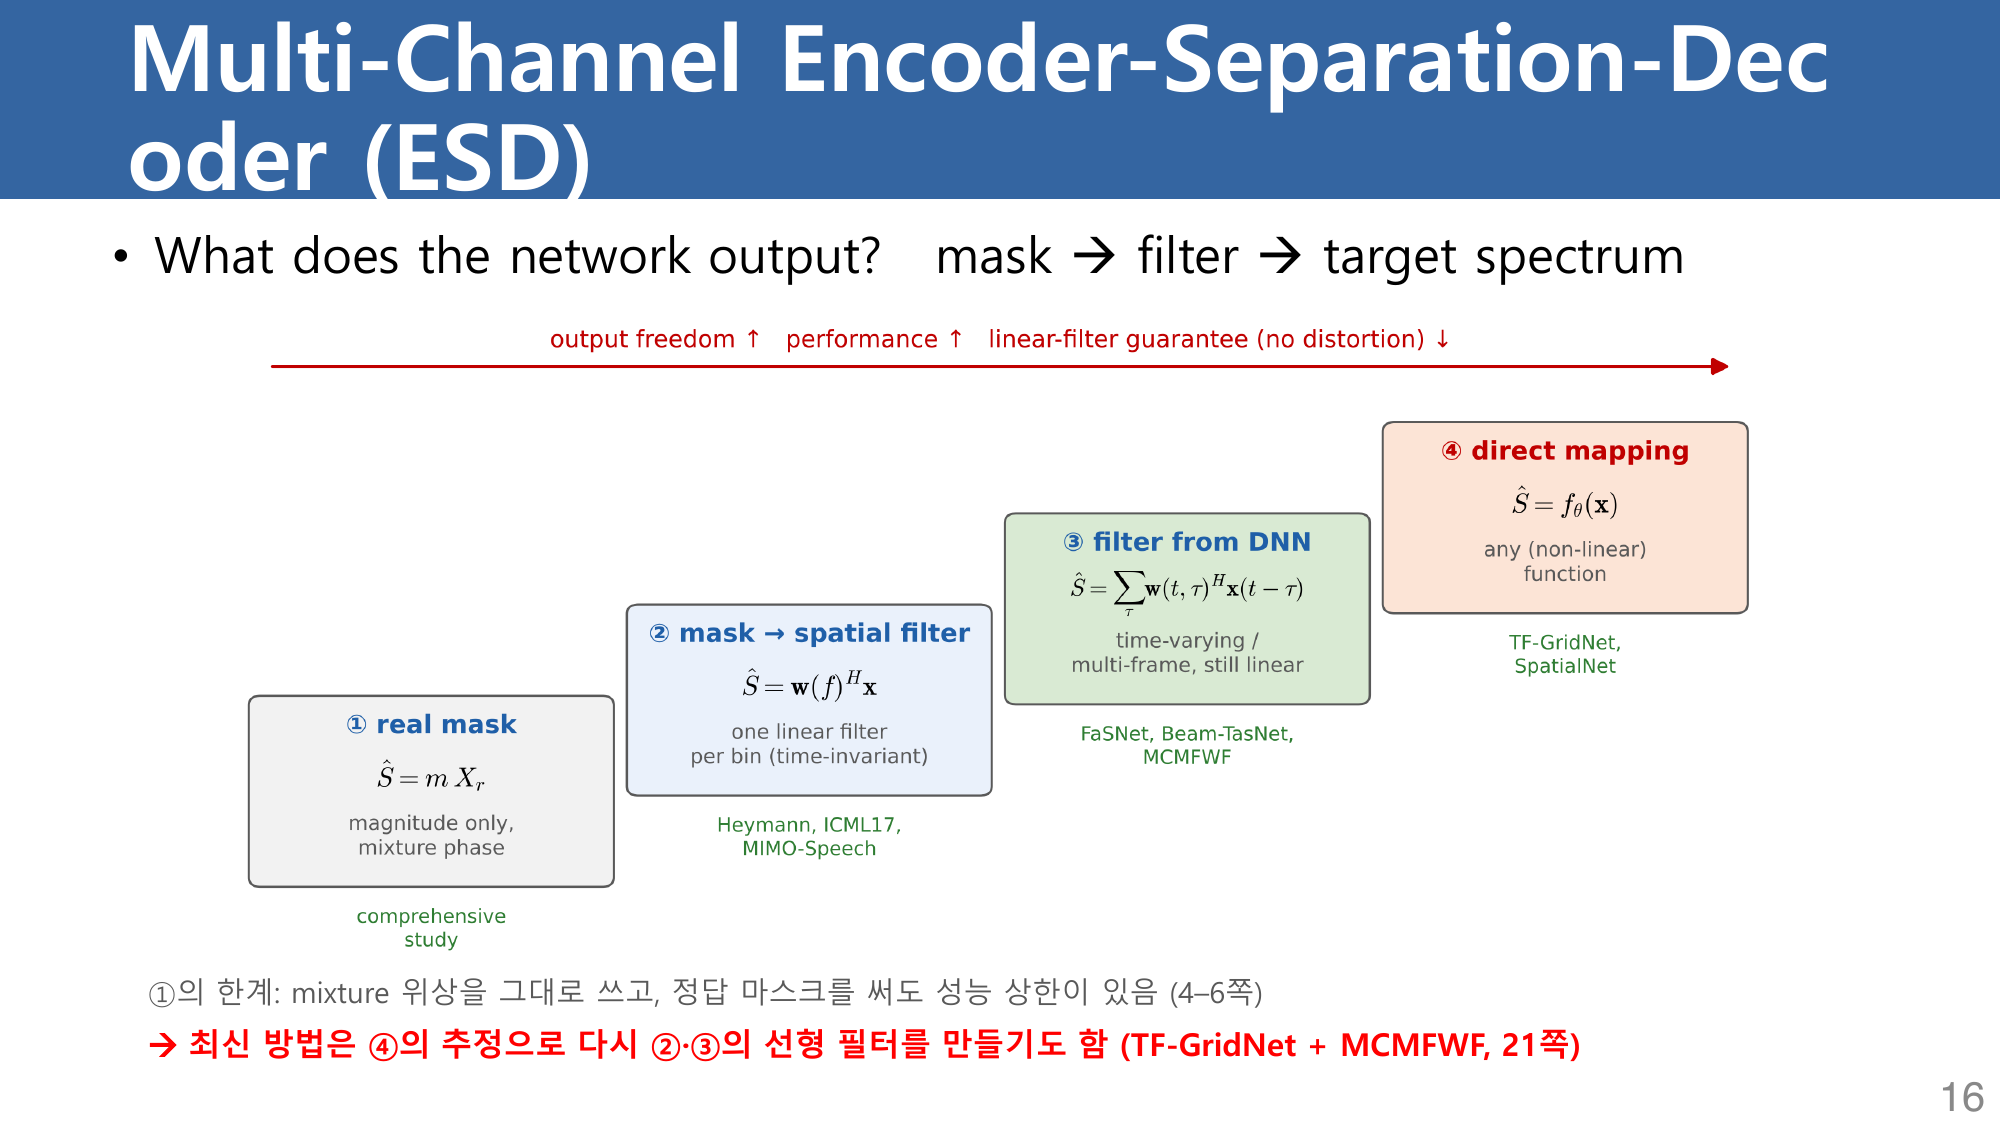 Multi-Channel Encoder-Separation-Dec
oder (ESD)
• What does the network output? mask → filter → target spectrum
output freedom ↑ performance ↑ linear-filter guarantee (no distortion) ↓
④ direct mapping
Ŝ = f_θ(x)
any (non-linear)
function
TF-GridNet,
SpatialNet
③ filter from DNN
Ŝ = ∑_τ w(t, τ)^H x(t − τ)
time-varying /
multi-frame, still linear
FaSNet, Beam-TasNet,
MCMFWF
② mask → spatial filter
Ŝ = w(f)^H x
one linear filter
per bin (time-invariant)
Heymann, ICML17,
MIMO-Speech
① real mask
Ŝ = m X_r
magnitude only,
mixture phase
comprehensive
study
①의 한계: mixture 위상을 그대로 쓰고, 정답 마스크를 써도 성능 상한이 있음 (4–6쪽)
→ 최신 방법은 ④의 추정으로 다시 ②·③의 선형 필터를 만들기도 함 (TF-GridNet + MCMFWF, 21쪽)
16